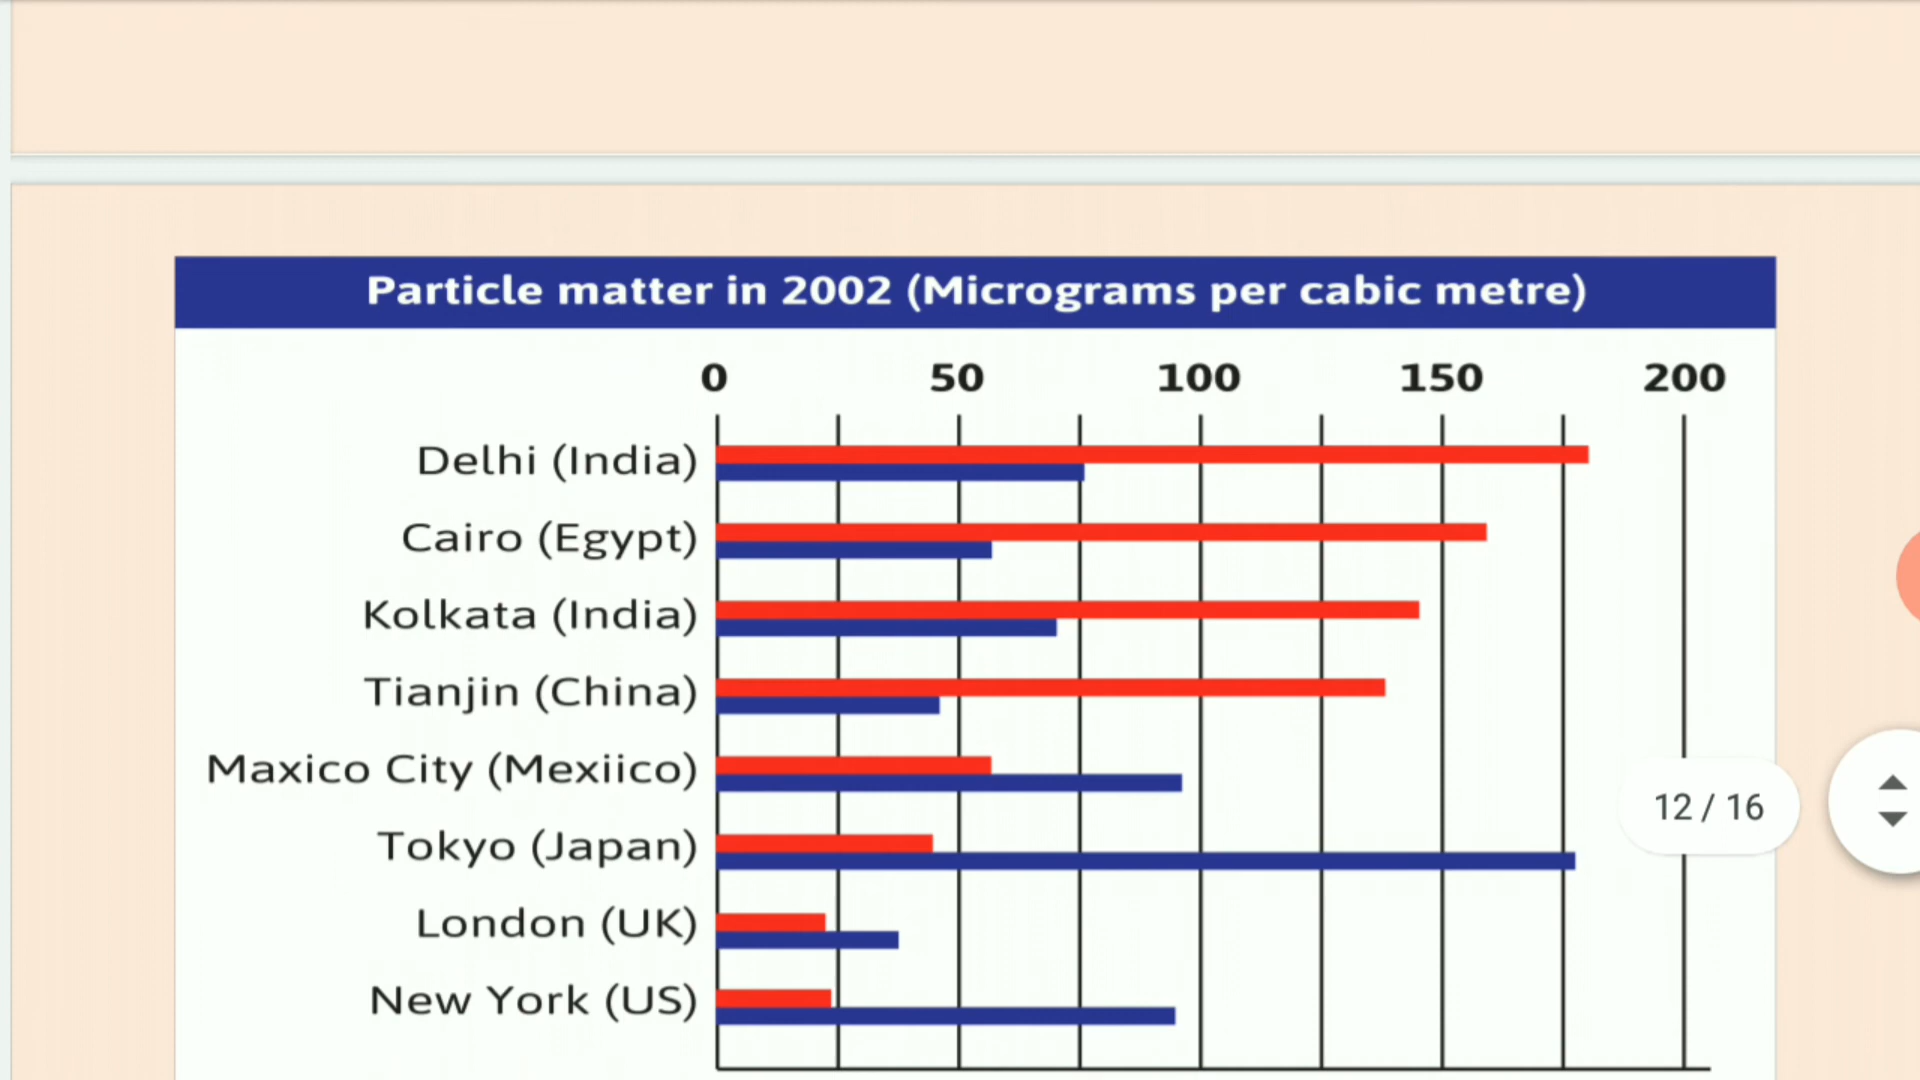 Particle matter in 2002 (Micrograms per cabic metre)
0 50 100 150 200
Delhi (India)
Cairo (Egypt)
Kolkata (India)
Tianjin (China)
Maxico City (Mexiico)
12 / 16
Tokyo (Japan)
London (UK)
New York (US)